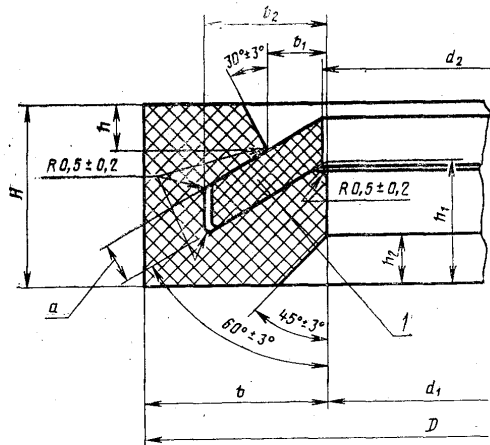 b₂
30°±3°
b₁
d₂
h
H
R0,5±0,2
R0,5±0,2
h₁
h₂
a
60°±3°
45°±3°
1
b
d₁
D